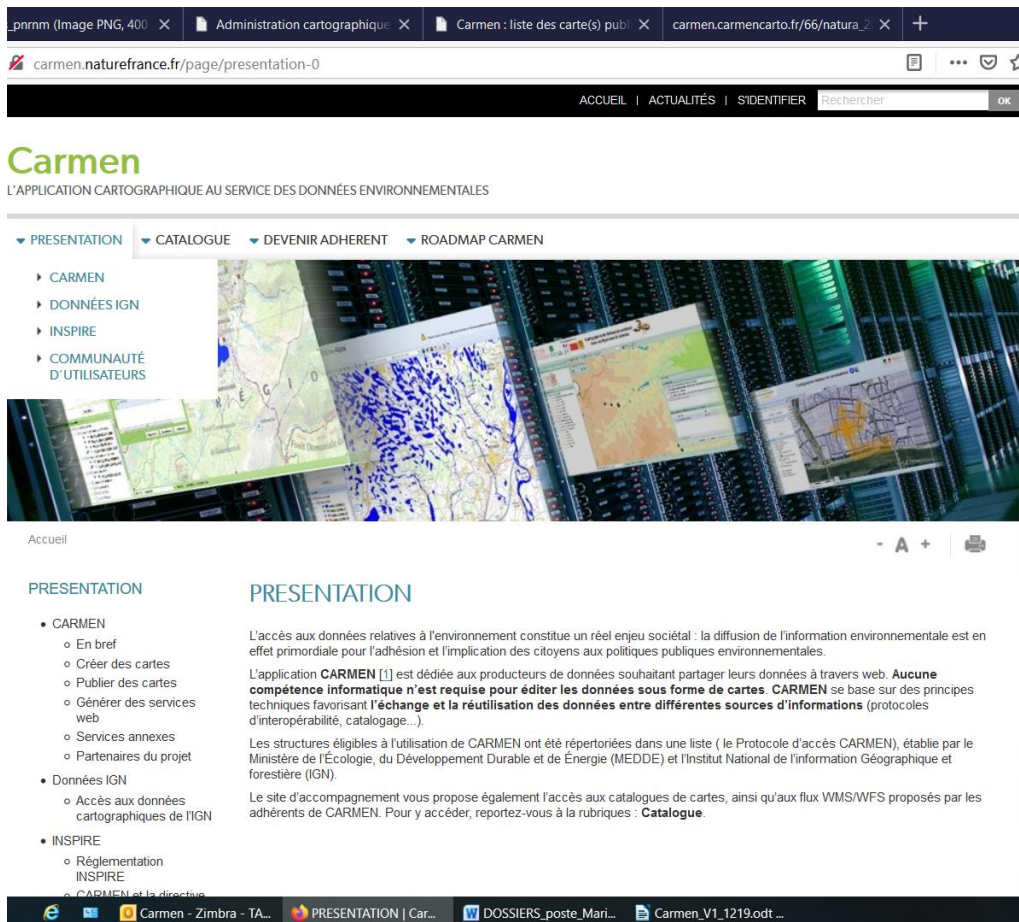 _pnrnm (Image PNG, 400
Administration cartographique
Carmen : liste des carte(s) publ
carmen.carmencarto.fr/66/natura_2
carmen.naturefrance.fr/page/presentation-0
ACCUEIL | ACTUALITÉS | S'IDENTIFIER Rechercher OK
Carmen
L'APPLICATION CARTOGRAPHIQUE AU SERVICE DES DONNÉES ENVIRONNEMENTALES
PRESENTATION CATALOGUE DEVENIR ADHERENT ROADMAP CARMEN
CARMEN
DONNÉES IGN
INSPIRE
COMMUNAUTÉ
D'UTILISATEURS
Accueil
- A +
PRESENTATION
• CARMEN
En bref
Créer des cartes
Publier des cartes
Générer des services
web
Services annexes
Partenaires du projet
• Données IGN
Accès aux données
cartographiques de l'IGN
• INSPIRE
Réglementation
INSPIRE
CARMEN et la directive
PRESENTATION
L'accès aux données relatives à l'environnement constitue un réel enjeu sociétal : la diffusion de l'information environnementale est en
effet primordiale pour l'adhésion et l'implication des citoyens aux politiques publiques environnementales.
L'application CARMEN [1] est dédiée aux producteurs de données souhaitant partager leurs données à travers web. Aucune
compétence informatique n'est requise pour éditer les données sous forme de cartes. CARMEN se base sur des principes
techniques favorisant l'échange et la réutilisation des données entre différentes sources d'informations (protocoles
d'interopérabilité, catalogage...).
Les structures éligibles à l'utilisation de CARMEN ont été répertoriées dans une liste ( le Protocole d'accès CARMEN), établie par le
Ministère de l'Écologie, du Développement Durable et de Énergie (MEDDE) et l'Institut National de l'information Géographique et
forestière (IGN).
Le site d'accompagnement vous propose également l'accès aux catalogues de cartes, ainsi qu'aux flux WMS/WFS proposés par les
adhérents de CARMEN. Pour y accéder, reportez-vous à la rubriques : Catalogue.
Carmen - Zimbra - TA...
PRESENTATION | Car...
DOSSIERS_poste_Mari...
Carmen_V1_1219.odt ...